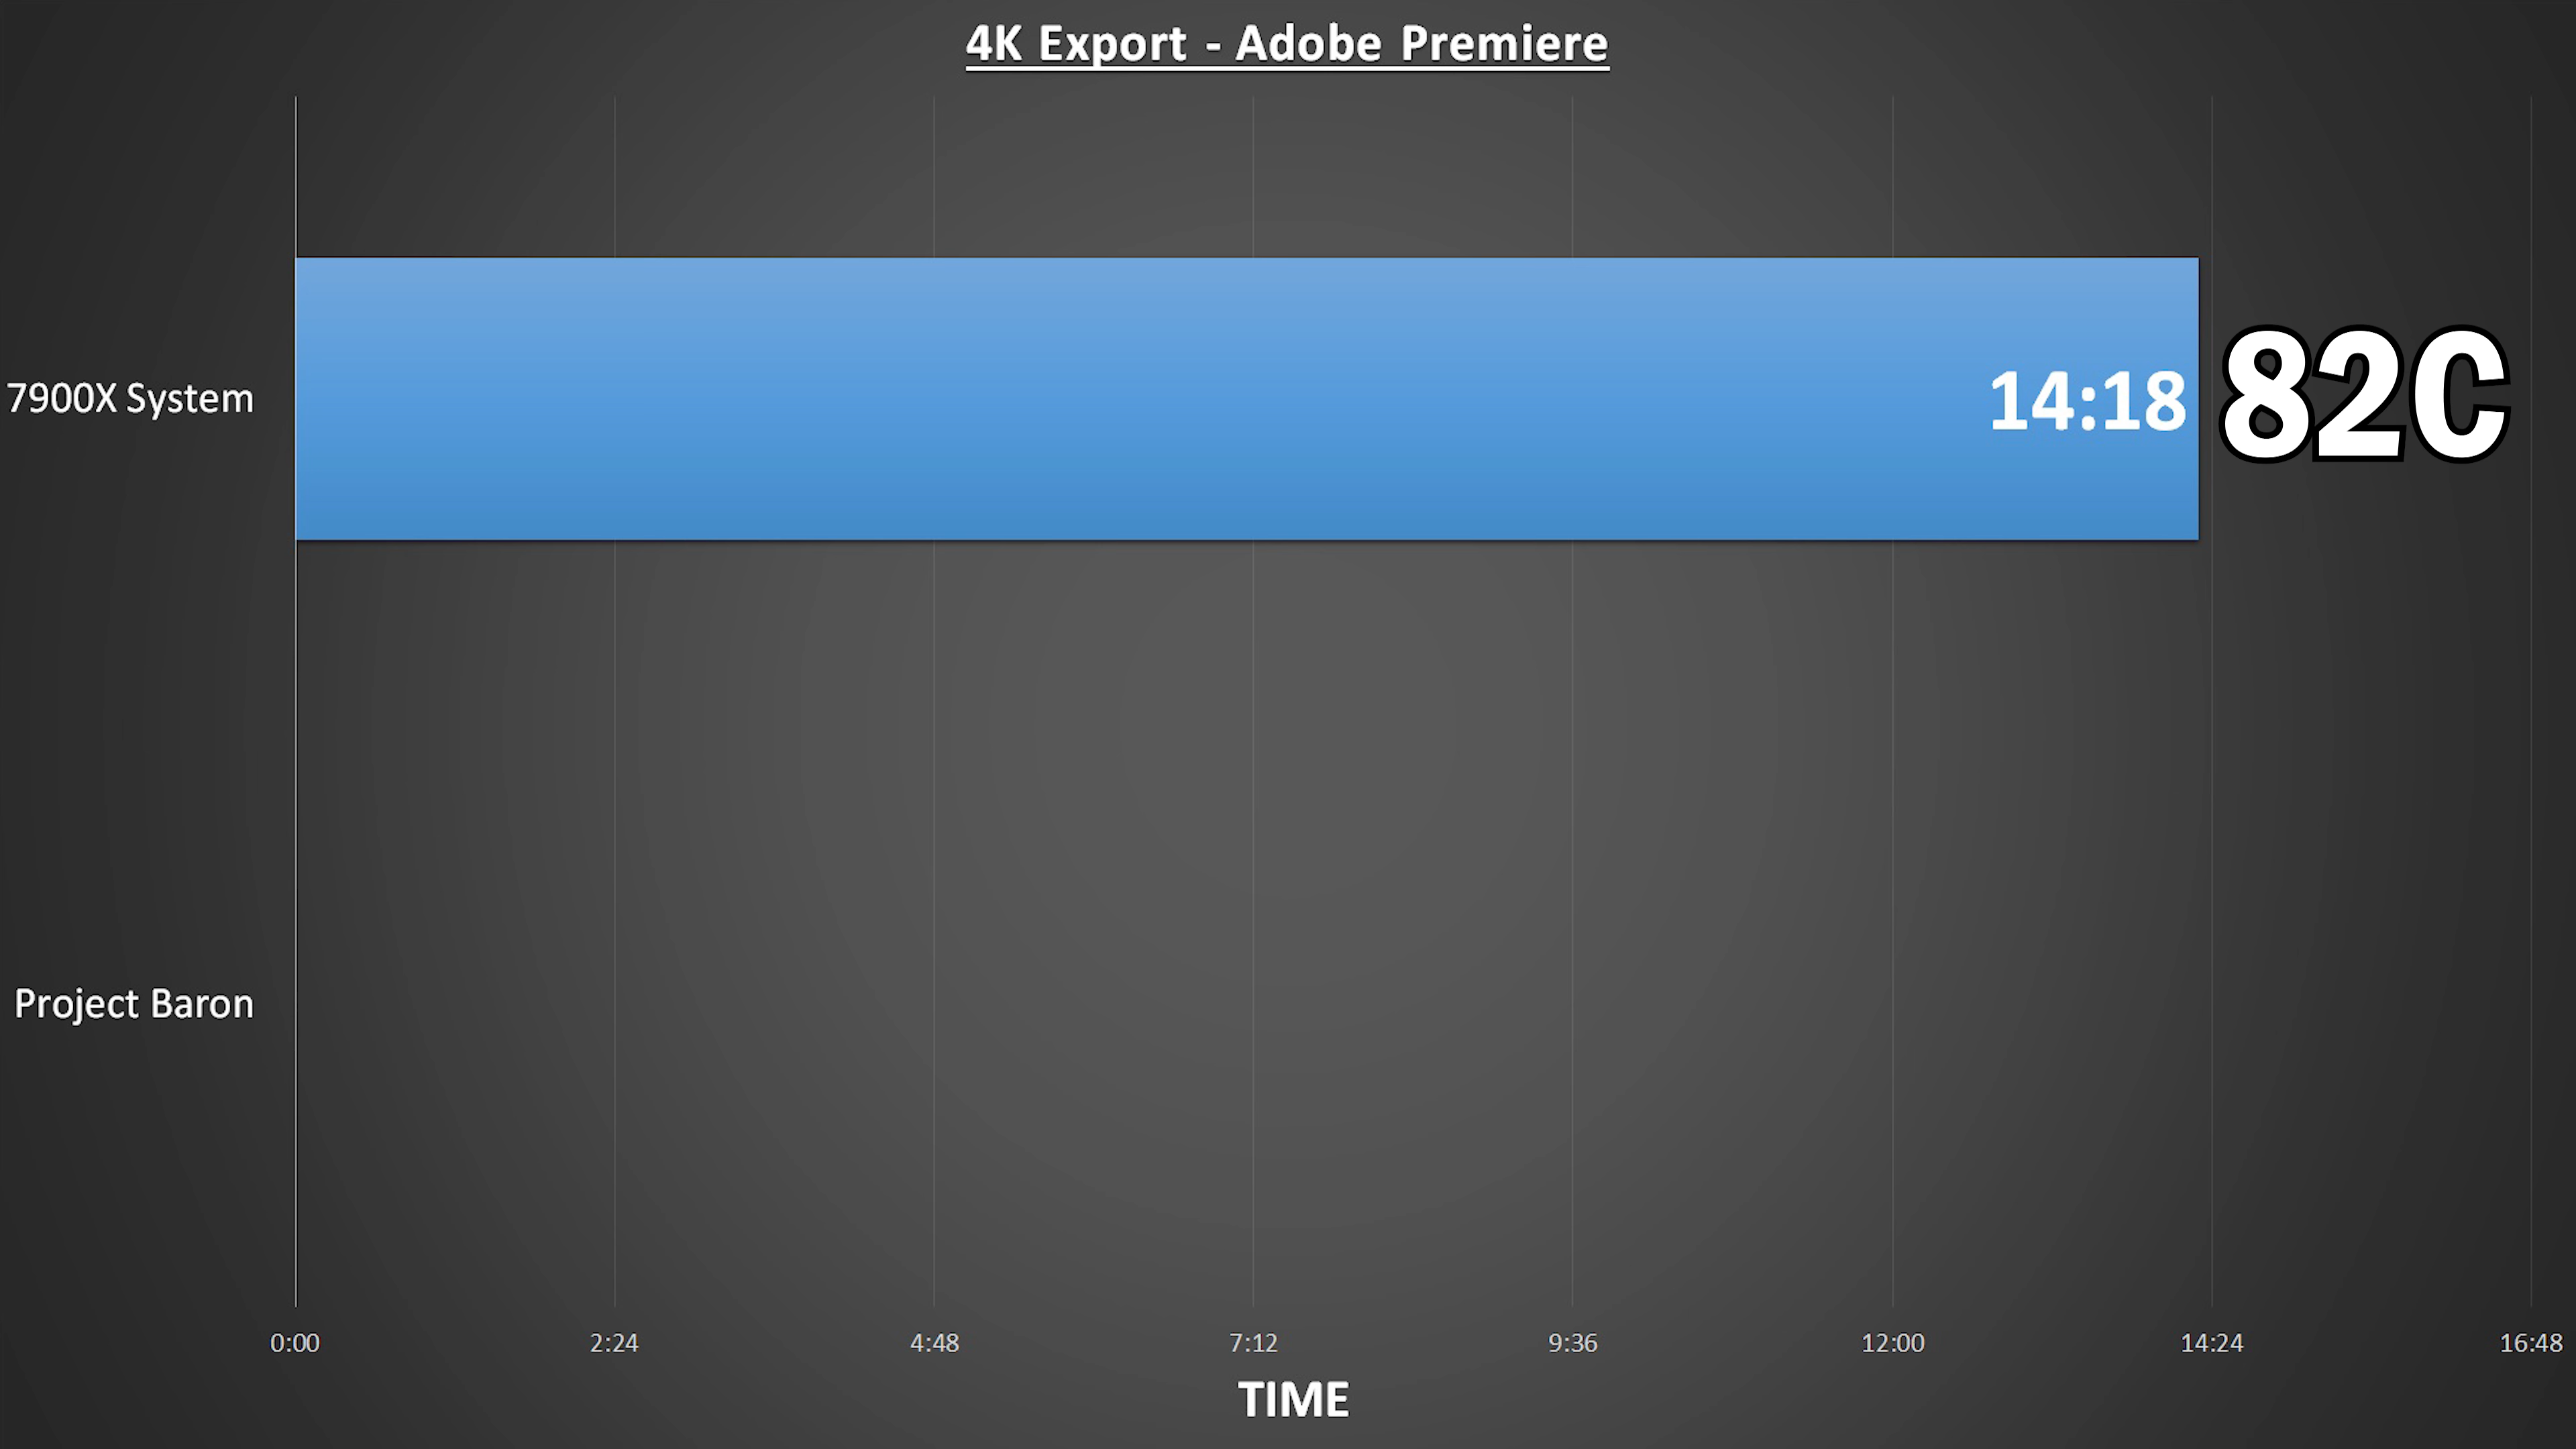 4K Export - Adobe Premiere
7900X System
14:18
82C
Project Baron
0:00 2:24 4:48 7:12 9:36 12:00 14:24 16:48
TIME